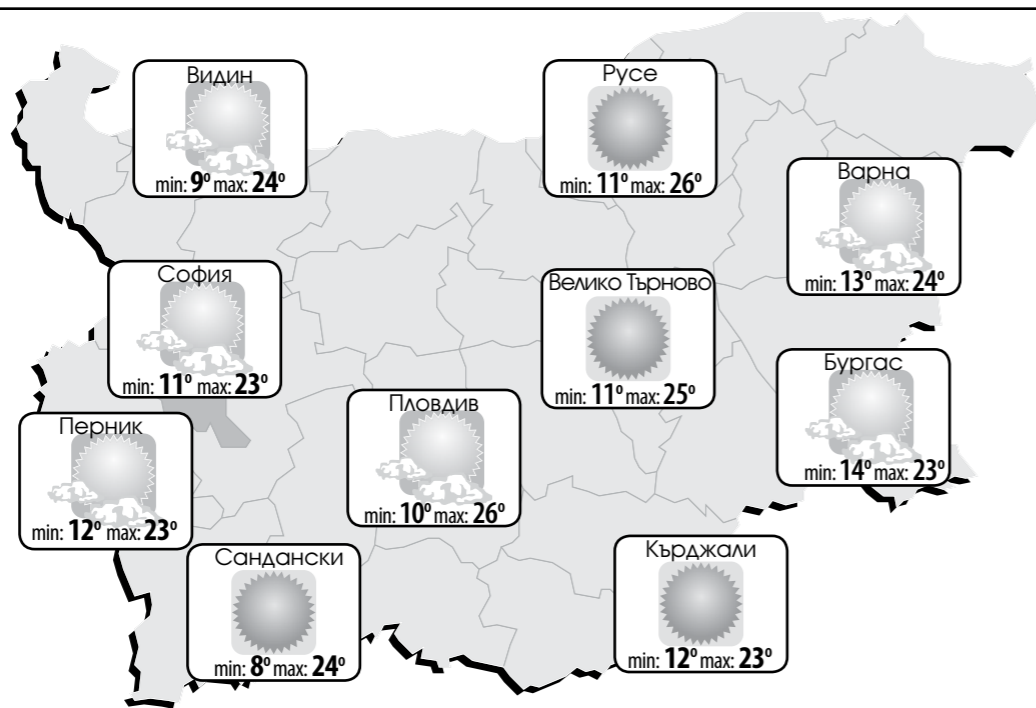 Видин
min: 9° max: 24°
Русе
min: 11° max: 26°
Варна
min: 13° max: 24°
София
min: 11° max: 23°
Велико Търново
min: 11° max: 25°
Бургас
min: 14° max: 23°
Пловдив
min: 10° max: 26°
Перник
min: 12° max: 23°
Сандански
min: 8° max: 24°
Кърджали
min: 12° max: 23°